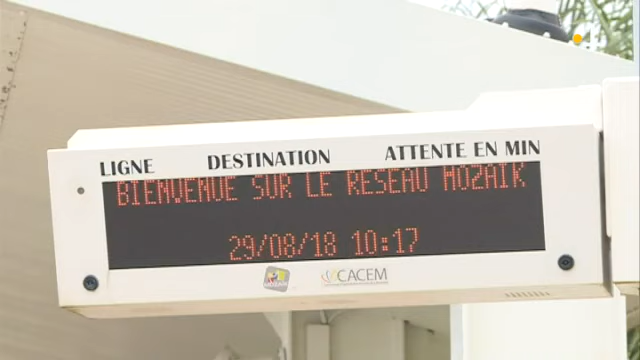 LIGNE DESTINATION ATTENTE EN MIN
BIENVENUE SUR LE RESEAU MOZAIK
29/08/18 10:17
CACEM